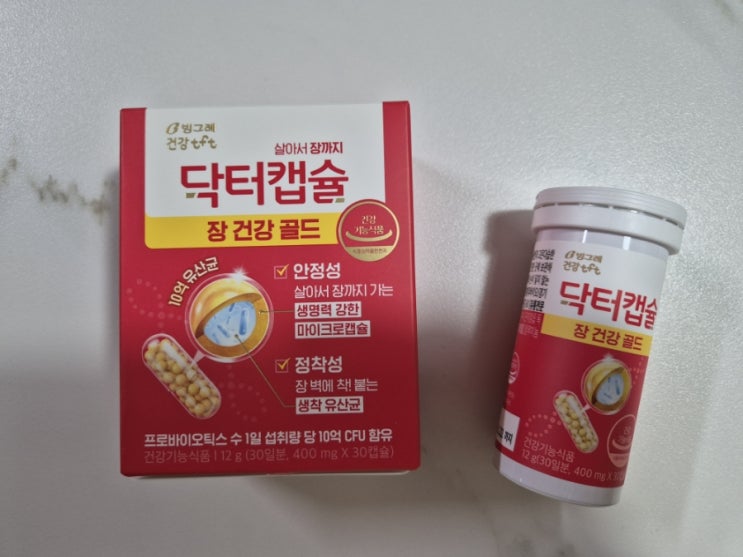 빙그레
건강 tft
살아서 장까지
닥터캡슐
장 건강 골드
건강
기능식품
10억 유산균
안정성
살아서 장까지 가는
생명력 강한
마이크로캡슐
정착성
장 벽에 착! 붙는
생착 유산균
프로바이오틱스 수 1일 섭취량 당 10억 CFU 함유
건강기능식품 | 12 g (30일분, 400 mg X 30캡슐)
빙그레
건강 tft
닥터캡슐
장 건강 골드
건강기능식품
12 g(30일분, 400 mg X